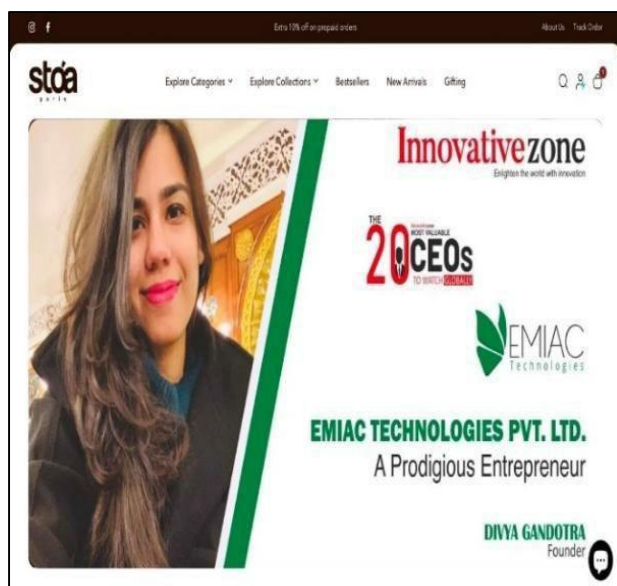 Extra 10% off on prepaid orders
About Us Track Order
stoa
paris
Explore Categories Explore Collections Bestsellers New Arrivals Gifting
Innovativezone
Enlighten the world with innovation
THE
20 CEOs
MOST VALUABLE
TO WATCH GLOBALLY
EMIAC
Technologies
EMIAC TECHNOLOGIES PVT. LTD.
A Prodigious Entrepreneur
DIVYA GANDOTRA
Founder